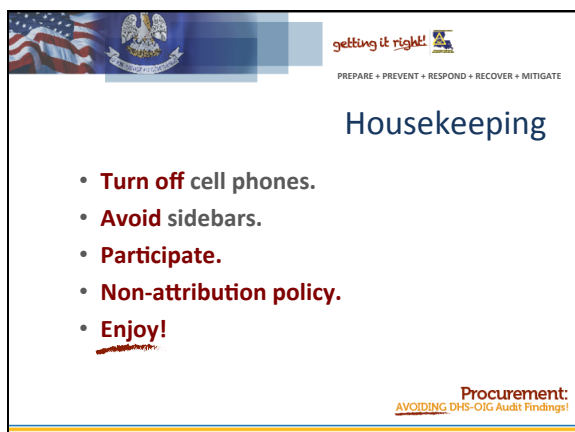 getting it right!
PREPARE + PREVENT + RESPOND + RECOVER + MITIGATE
Housekeeping
• Turn off cell phones.
• Avoid sidebars.
• Participate.
• Non-attribution policy.
• Enjoy!
Procurement:
AVOIDING DHS-OIG Audit Findings!